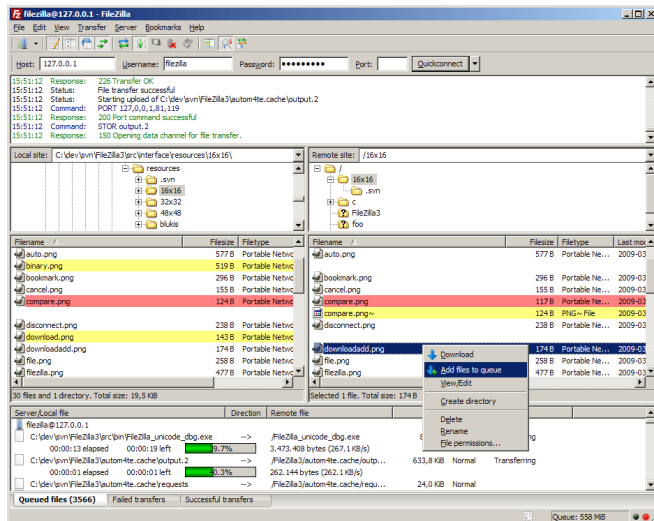 filezilla@127.0.0.1 - FileZilla
File Edit View Transfer Server Bookmarks Help
Host: 127.0.0.1 Username: filezilla Password: ●●●●●●●●● Port: Quickconnect
15:51:12 Response: 226 Transfer OK
15:51:12 Status: File transfer successful
15:51:12 Status: Starting upload of C:\dev\svn\FileZilla3\autom4te.cache\output.2
15:51:12 Command: PORT 127,0,0,1,81,119
15:51:12 Response: 200 Port command successful
15:51:12 Command: STOR output.2
15:51:12 Response: 150 Opening data channel for file transfer.
Local site: C:\dev\svn\FileZilla3\src\interface\resources\16x16\ Remote site: /16x16
resources /
.svn 16x16
16x16 .svn
32x32 c
48x48 FileZilla3
blukis foo
Filename Filesize Filetype Filename Filesize Filetype Last mod
auto.png 577 B Portable Netwo auto.png 577 B Portable Ne... 2009-03
binary.png 519 B Portable Netwo
bookmark.png 296 B Portable Netwo bookmark.png 296 B Portable Ne... 2009-03
cancel.png 155 B Portable Netwo cancel.png 155 B Portable Ne... 2009-03
compare.png 124 B Portable Netwo compare.png 117 B Portable Ne... 2009-03
compare.png~ 124 B PNG~ File 2009-03
disconnect.png 238 B Portable Netwo disconnect.png 238 B Portable Ne... 2009-03
download.png 143 B Portable Netwo
downloadadd.png 174 B Portable Netwo downloadadd.png 174 B Portable Ne... 2009-03
file.png 258 B Portable Netwo file.png 258 B Portable Ne... 2009-03
filezilla.png 477 B Portable Netwo filezilla.png 477 B Portable Ne... 2009-03
Download
Add files to queue
View/Edit
Create directory
Delete
Rename
File permissions...
30 files and 1 directory. Total size: 19,5 KiB Selected 1 file. Total size: 174 B
Server/Local file Direction Remote file
filezilla@127.0.0.1
C:\dev\svn\FileZilla3\src\bin\FileZilla_unicode_dbg.exe --> /FileZilla_unicode_dbg.exe
00:00:13 elapsed 00:00:19 left 9.7% 3.473.408 bytes (267.1 KB/s)
C:\dev\svn\FileZilla3\autom4te.cache\output.2 --> /FileZilla3/autom4te.cache/outp... 633,8 KiB Normal Transferring
00:00:01 elapsed 00:00:01 left 40.3% 262.144 bytes (262.1 KB/s)
C:\dev\svn\FileZilla3\autom4te.cache\requests --> /FileZilla3/autom4te.cache/requ... 24,0 KiB Normal
Queued files (3566) Failed transfers Successful transfers
Queue: 558 MiB